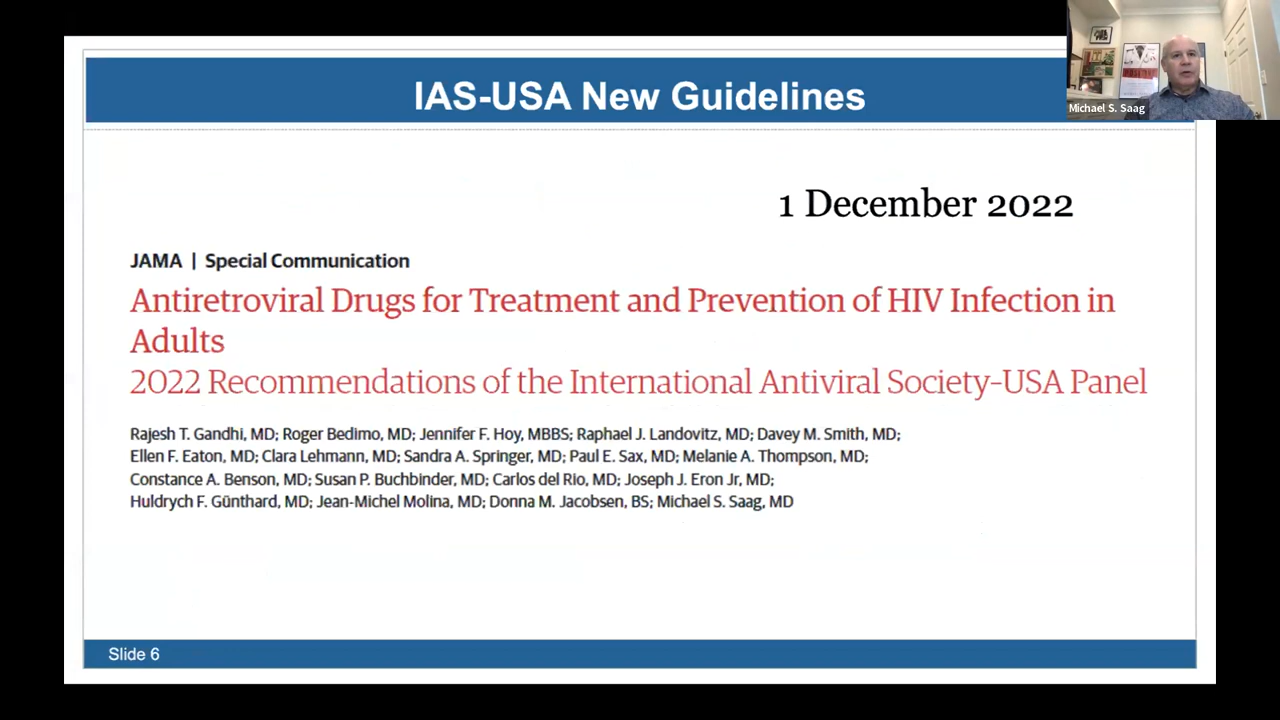 IAS-USA New Guidelines
Michael S. Saag
1 December 2022
JAMA | Special Communication
Antiretroviral Drugs for Treatment and Prevention of HIV Infection in
Adults
2022 Recommendations of the International Antiviral Society–USA Panel
Rajesh T. Gandhi, MD; Roger Bedimo, MD; Jennifer F. Hoy, MBBS; Raphael J. Landovitz, MD; Davey M. Smith, MD;
Ellen F. Eaton, MD; Clara Lehmann, MD; Sandra A. Springer, MD; Paul E. Sax, MD; Melanie A. Thompson, MD;
Constance A. Benson, MD; Susan P. Buchbinder, MD; Carlos del Rio, MD; Joseph J. Eron Jr, MD;
Huldrych F. Günthard, MD; Jean-Michel Molina, MD; Donna M. Jacobsen, BS; Michael S. Saag, MD
Slide 6